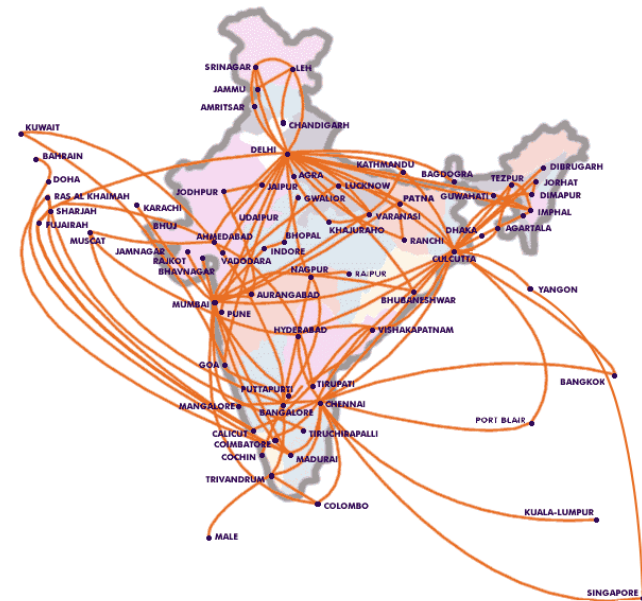 SRINAGAR
LEH
JAMMU
AMRITSAR
CHANDIGARH
KUWAIT
DELHI
DIBRUGARH
BAHRAIN
KATHMANDU
BAGDOGRA
TEZPUR
JORHAT
DOHA
AGRA
LUCKNOW
JODHPUR
JAIPUR
GUWAHATI
DIMAPUR
RAS AL KHAIMAH
GWALIOR
PATNA
KARACHI
SHARJAH
UDAIPUR
VARANASI
IMPHAL
FUJAIRAH
BHUJ
KHAJURAHO
DHAKA
AGARTALA
MUSCAT
AHMEDABAD
BHOPAL
RANCHI
JAMNAGAR
INDORE
CULCUTTA
RAJKOT
VADODARA
BHAVNAGAR
NAGPUR
RAIPUR
YANGON
AURANGABAD
BHUBANESHWAR
MUMBAI
PUNE
HYDERABAD
VISHAKAPATNAM
GOA
PUTTAPURTI
TIRUPATI
BANGKOK
MANGALORE
BANGALORE
CHENNAI
PORT BLAIR
CALICUT
TIRUCHIRAPALLI
COIMBATORE
COCHIN
MADURAI
TRIVANDRUM
COLOMBO
KUALA-LUMPUR
MALE
SINGAPORE